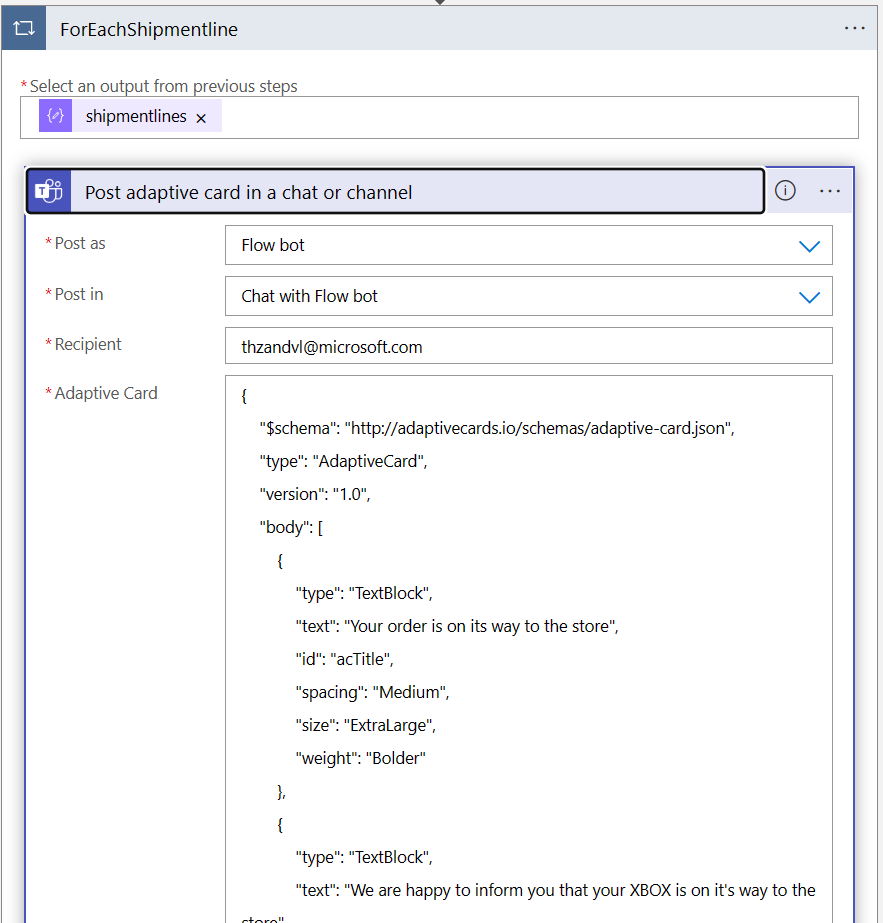 ForEachShipmentline
...
* Select an output from previous steps
shipmentlines ×
Post adaptive card in a chat or channel
...
* Post as
Flow bot
* Post in
Chat with Flow bot
* Recipient
thzandvl@microsoft.com
* Adaptive Card
{
"$schema": "http://adaptivecards.io/schemas/adaptive-card.json",
"type": "AdaptiveCard",
"version": "1.0",
"body": [
{
"type": "TextBlock",
"text": "Your order is on its way to the store",
"id": "acTitle",
"spacing": "Medium",
"size": "ExtraLarge",
"weight": "Bolder"
},
{
"type": "TextBlock",
"text": "We are happy to inform you that your XBOX is on it's way to the
store"